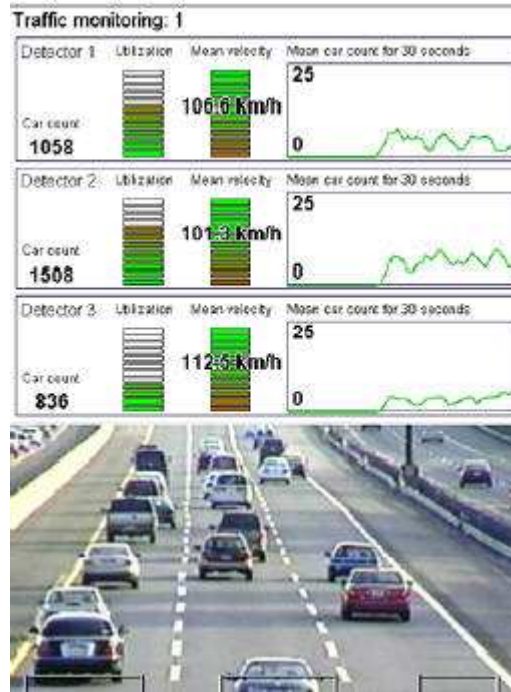 Traffic monitoring: 1
Detector 1 Utilization Mean velocity Mean car count for 30 seconds
25
106.6 km/h
Car count
1058
0
Detector 2 Utilization Mean velocity Mean car count for 30 seconds
25
101.3 km/h
Car count
1508
0
Detector 3 Utilization Mean velocity Mean car count for 30 seconds
25
112.5 km/h
Car count
836
0